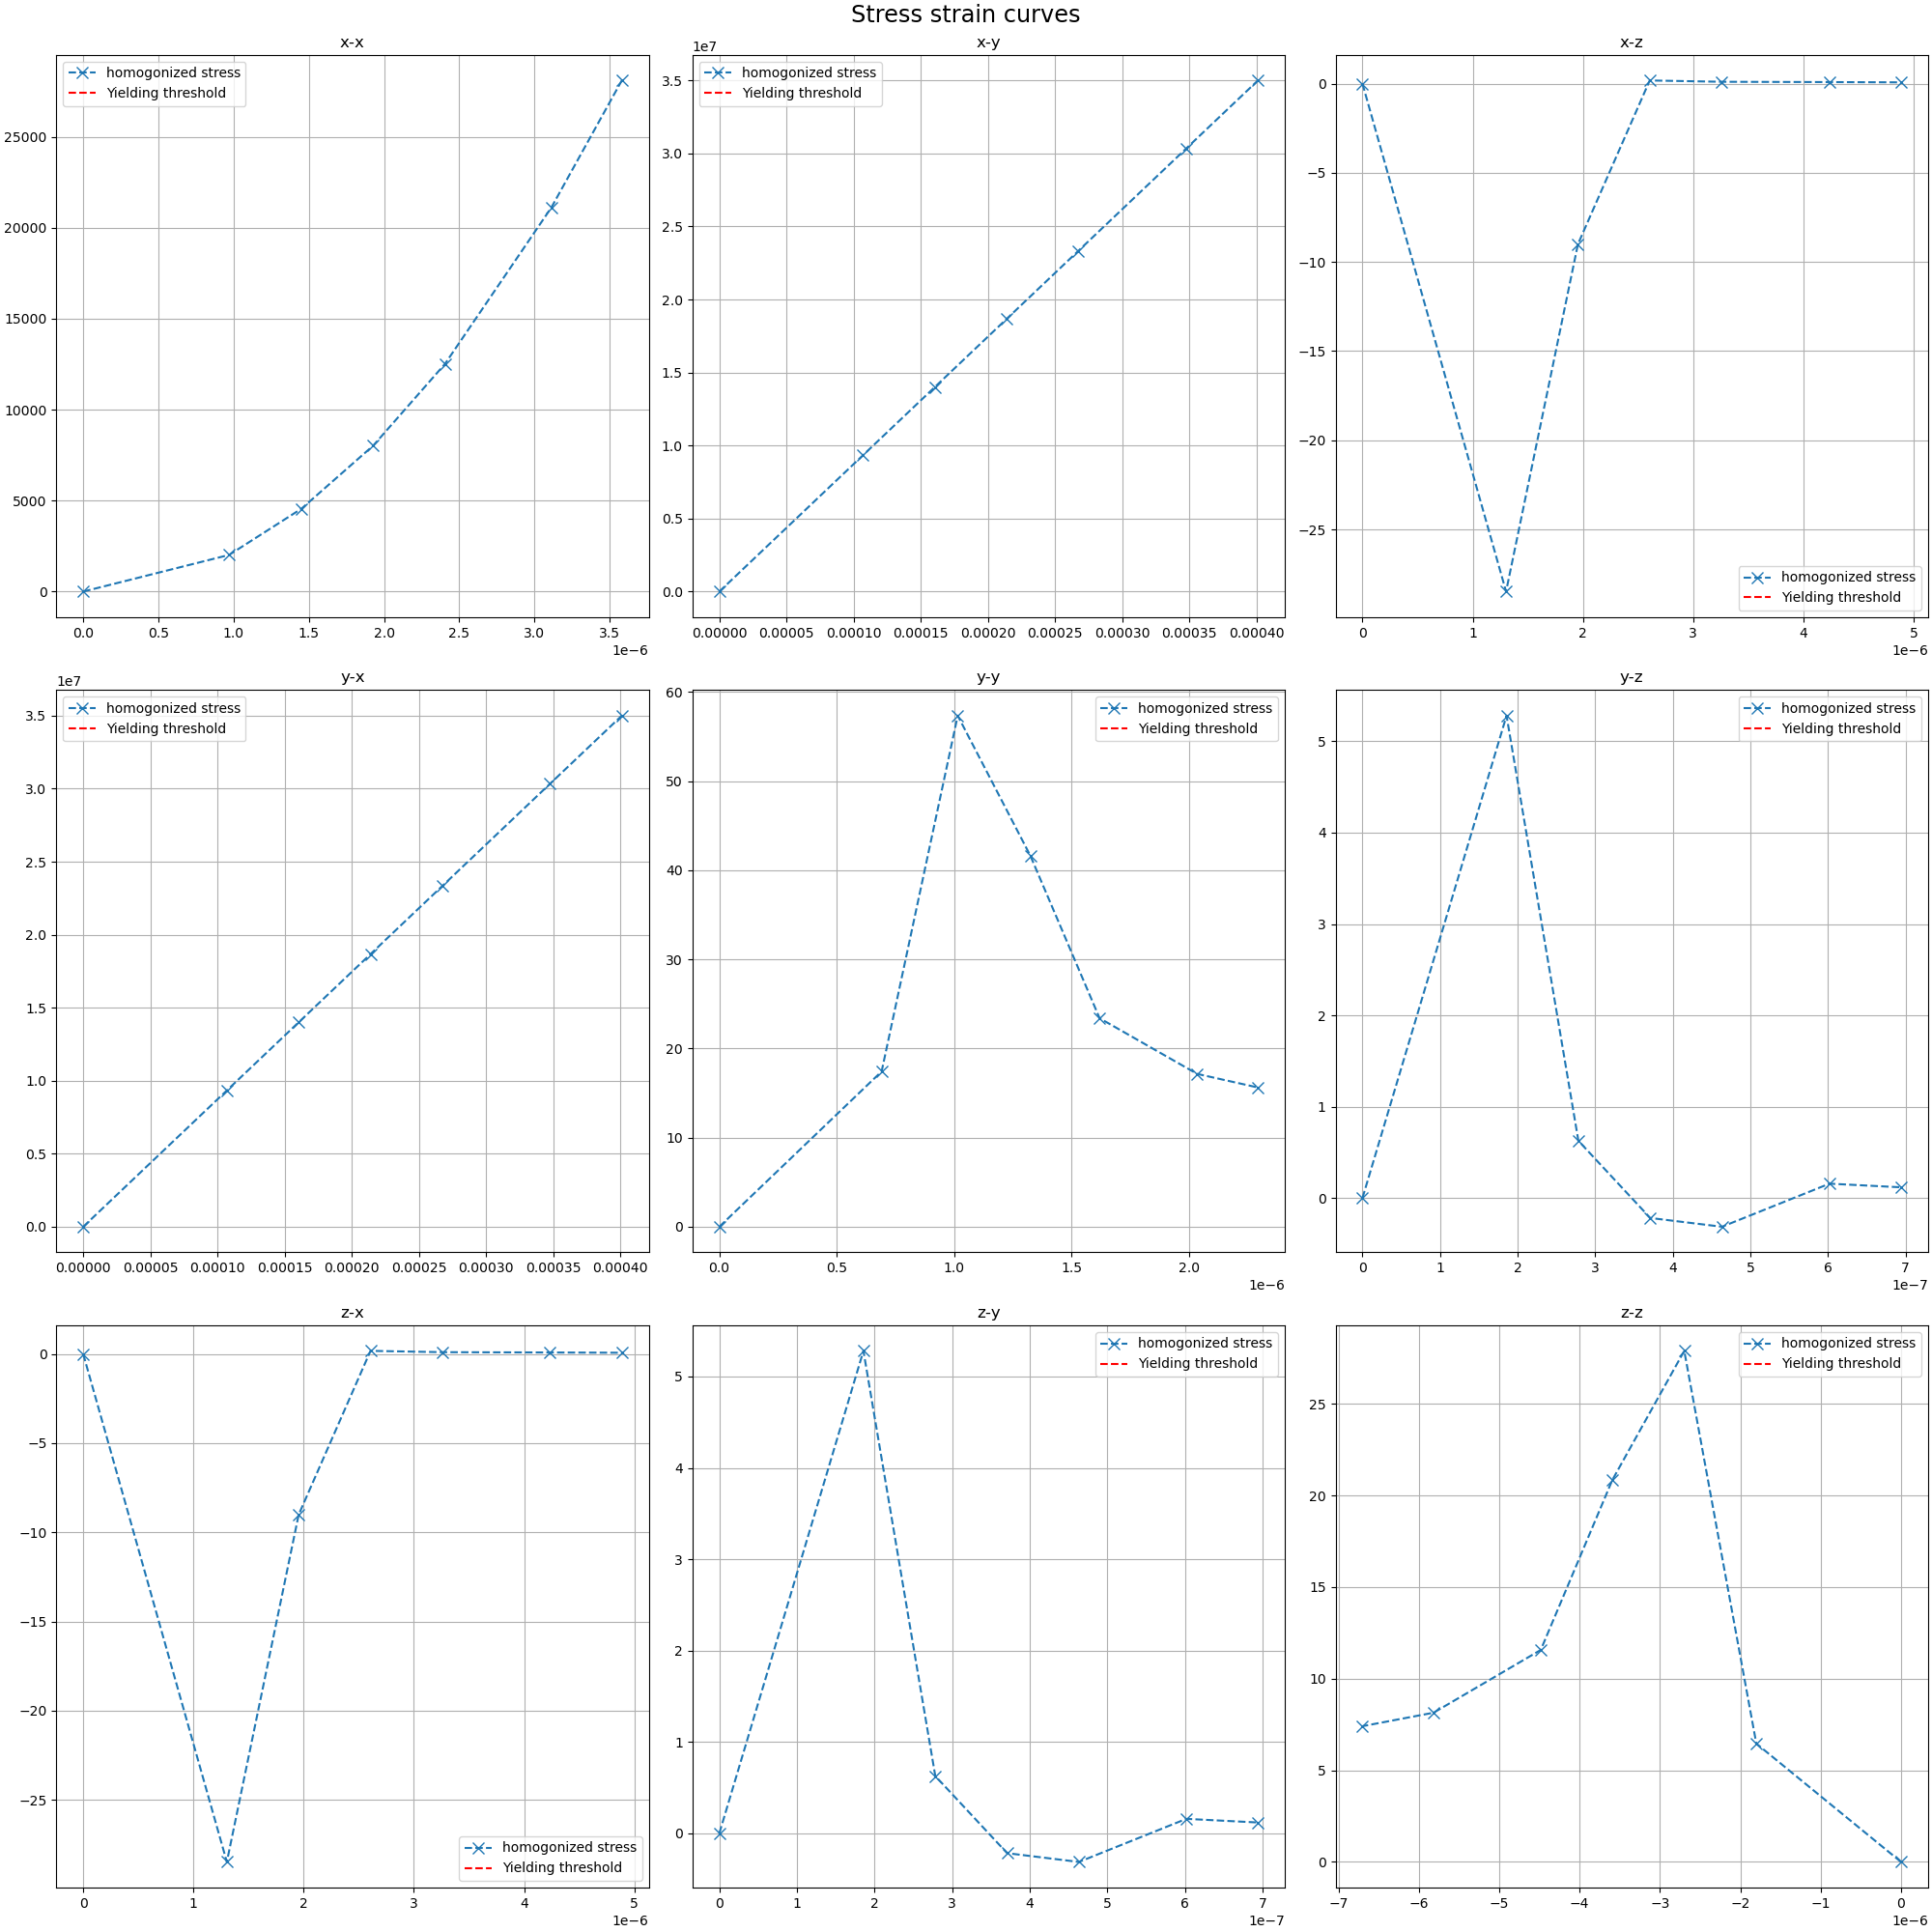 Stress strain curves
x-x
homogonized stress
Yielding threshold
25000
20000
15000
10000
5000
0
0.0 0.5 1.0 1.5 2.0 2.5 3.0 3.5
1e−6
x-y
1e7
homogonized stress
Yielding threshold
3.5
3.0
2.5
2.0
1.5
1.0
0.5
0.0
0.00000 0.00005 0.00010 0.00015 0.00020 0.00025 0.00030 0.00035 0.00040
x-z
0
−5
−10
−15
−20
−25
homogonized stress
Yielding threshold
0 1 2 3 4 5
1e−6
y-x
1e7
homogonized stress
Yielding threshold
3.5
3.0
2.5
2.0
1.5
1.0
0.5
0.0
0.00000 0.00005 0.00010 0.00015 0.00020 0.00025 0.00030 0.00035 0.00040
y-y
homogonized stress
Yielding threshold
60
50
40
30
20
10
0
0.0 0.5 1.0 1.5 2.0
1e−6
y-z
homogonized stress
Yielding threshold
5
4
3
2
1
0
0 1 2 3 4 5 6 7
1e−7
z-x
0
−5
−10
−15
−20
−25
homogonized stress
Yielding threshold
0 1 2 3 4 5
1e−6
z-y
homogonized stress
Yielding threshold
5
4
3
2
1
0
0 1 2 3 4 5 6 7
1e−7
z-z
homogonized stress
Yielding threshold
25
20
15
10
5
0
−7 −6 −5 −4 −3 −2 −1 0
1e−6